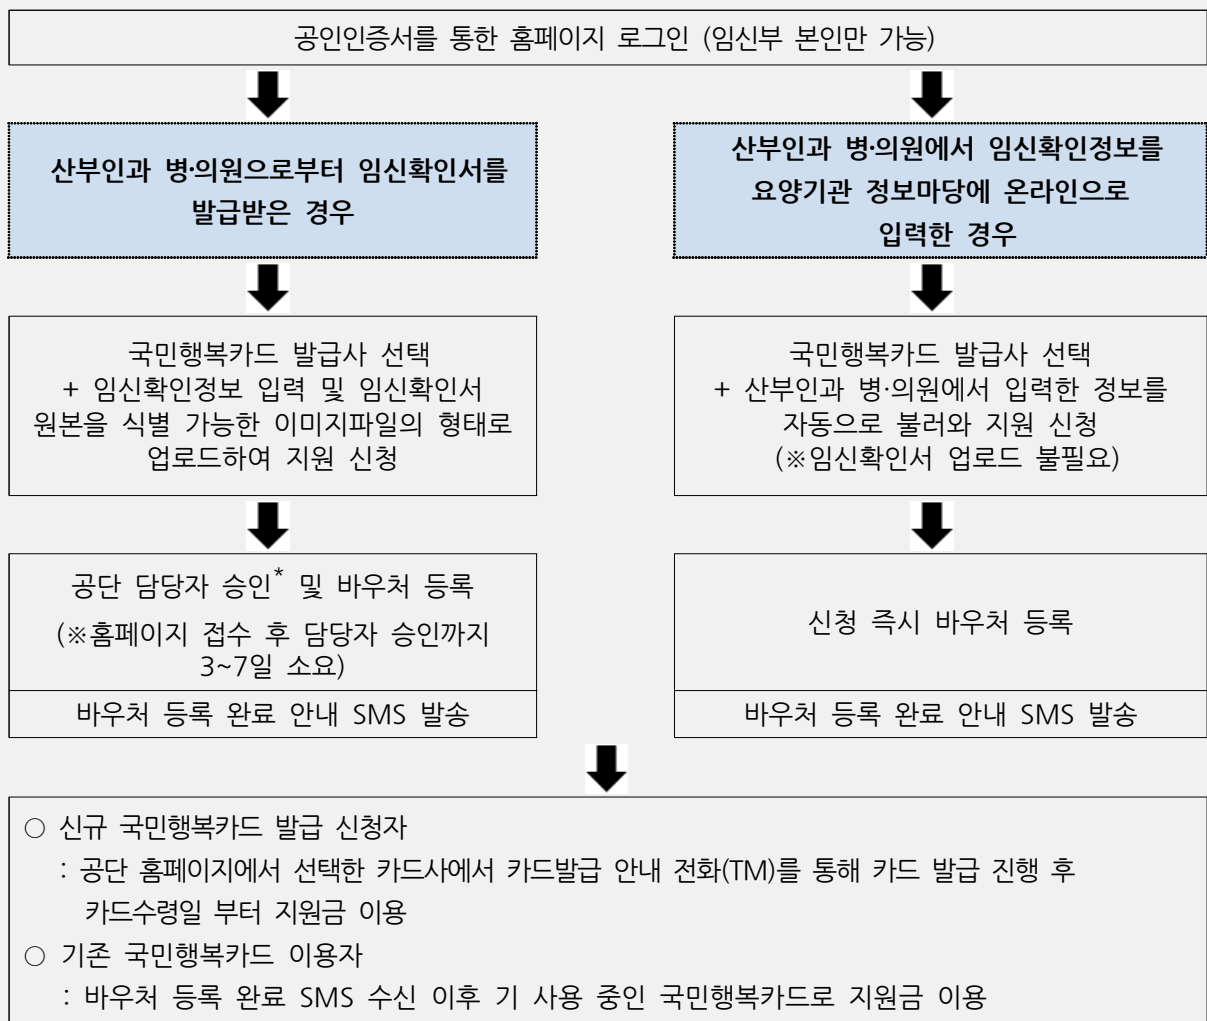 공인인증서를 통한 홈페이지 로그인 (임신부 본인만 가능)
산부인과 병·의원으로부터 임신확인서를
발급받은 경우
산부인과 병·의원에서 임신확인정보를
요양기관 정보마당에 온라인으로
입력한 경우
국민행복카드 발급사 선택
+ 임신확인정보 입력 및 임신확인서
원본을 식별 가능한 이미지파일의 형태로
업로드하여 지원 신청
국민행복카드 발급사 선택
+ 산부인과 병·의원에서 입력한 정보를
자동으로 불러와 지원 신청
(※임신확인서 업로드 불필요)
공단 담당자 승인* 및 바우처 등록
(※홈페이지 접수 후 담당자 승인까지
3~7일 소요)
신청 즉시 바우처 등록
바우처 등록 완료 안내 SMS 발송
바우처 등록 완료 안내 SMS 발송
○ 신규 국민행복카드 발급 신청자
: 공단 홈페이지에서 선택한 카드사에서 카드발급 안내 전화(TM)를 통해 카드 발급 진행 후
카드수령일 부터 지원금 이용
○ 기존 국민행복카드 이용자
: 바우처 등록 완료 SMS 수신 이후 기 사용 중인 국민행복카드로 지원금 이용